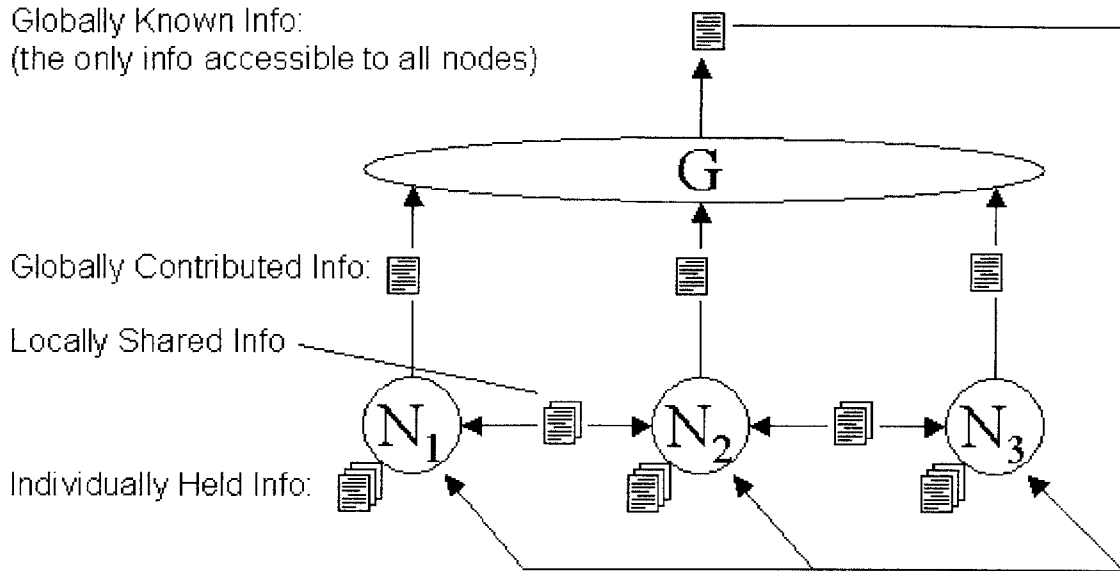 Globally Known Info:
(the only info accessible to all nodes)
G
Globally Contributed Info:
Locally Shared Info
N1
N2
N3
Individually Held Info: